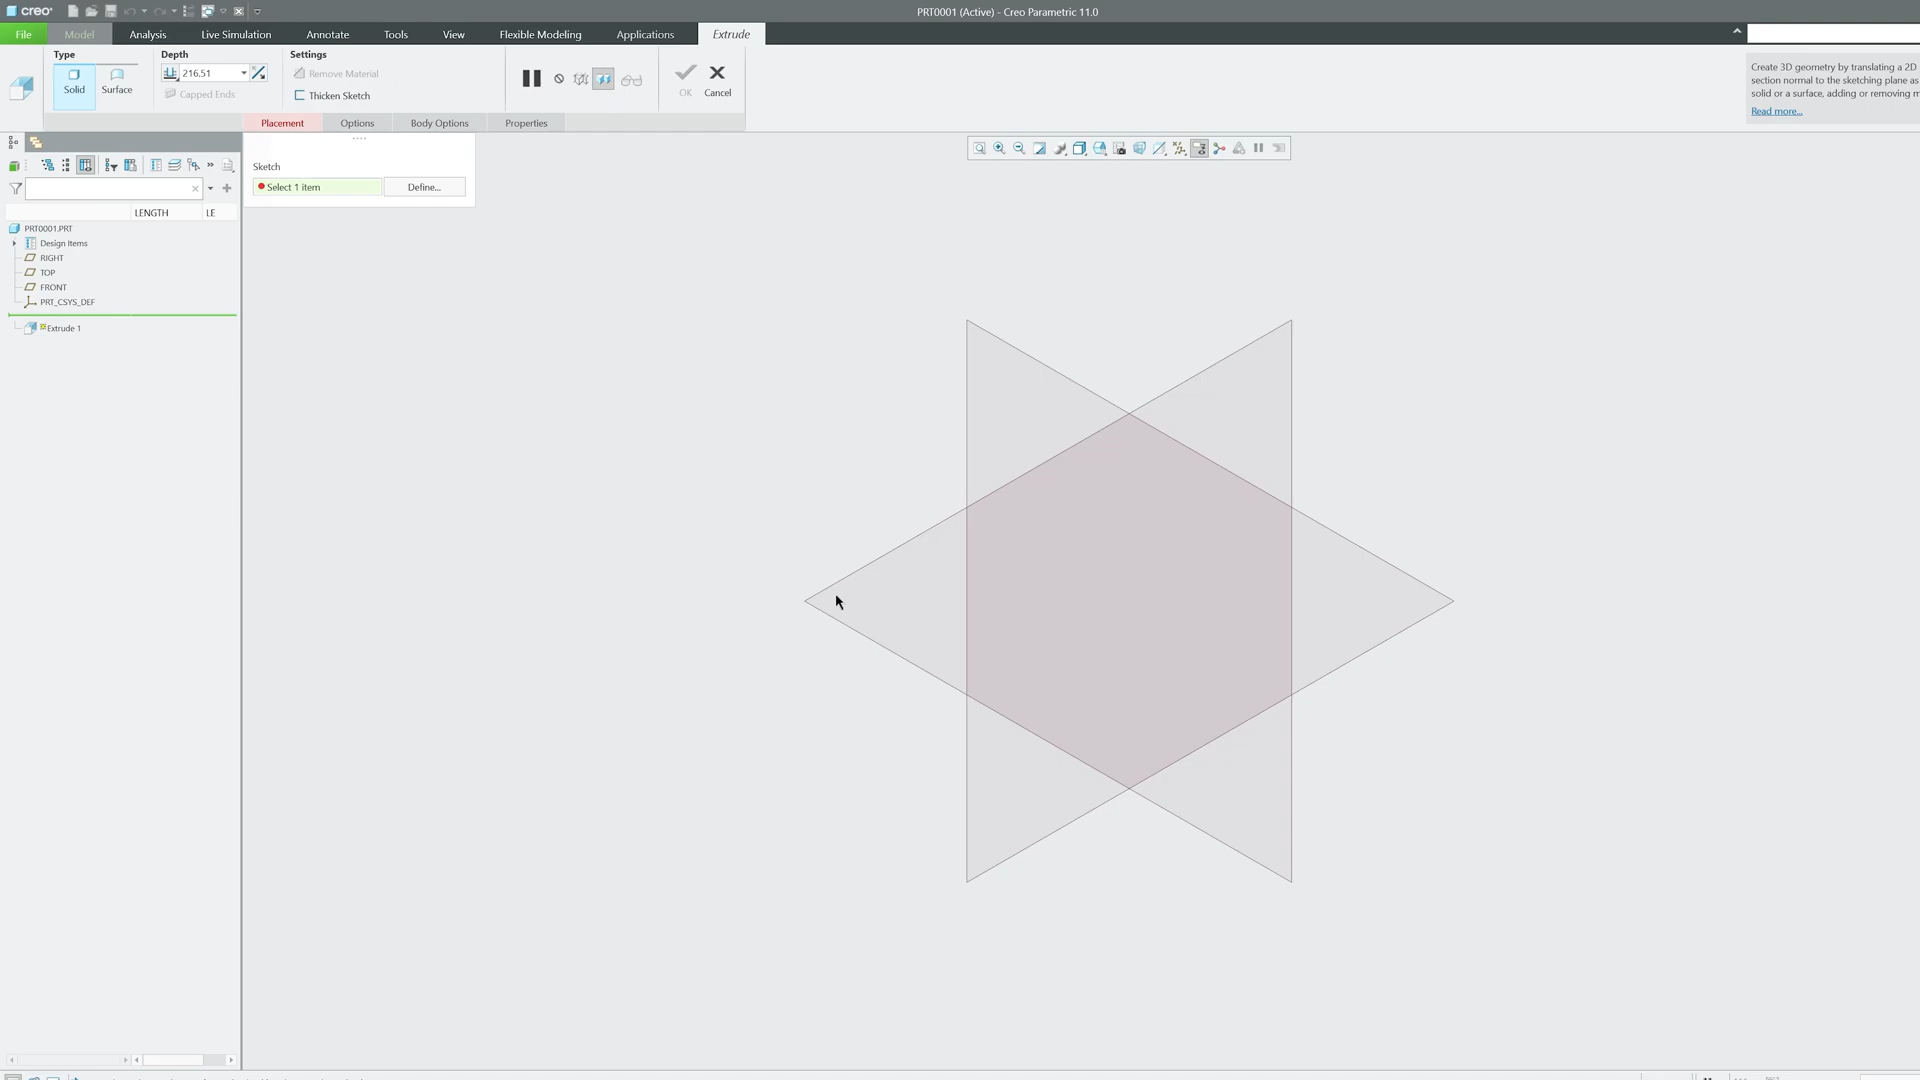 creo
PRT0001 (Active) - Creo Parametric 11.0
File Model Analysis Live Simulation Annotate Tools View Flexible Modeling Applications Extrude
Type Depth Settings
Solid Surface 216.51 Remove Material
Capped Ends Thicken Sketch
OK Cancel
Create 3D geometry by translating a 2D
section normal to the sketching plane as
solid or a surface, adding or removing m
Read more...
Placement Options Body Options Properties
Sketch
Select 1 item Define...
LENGTH LE
PRT0001.PRT
Design Items
RIGHT
TOP
FRONT
PRT_CSYS_DEF
Extrude 1